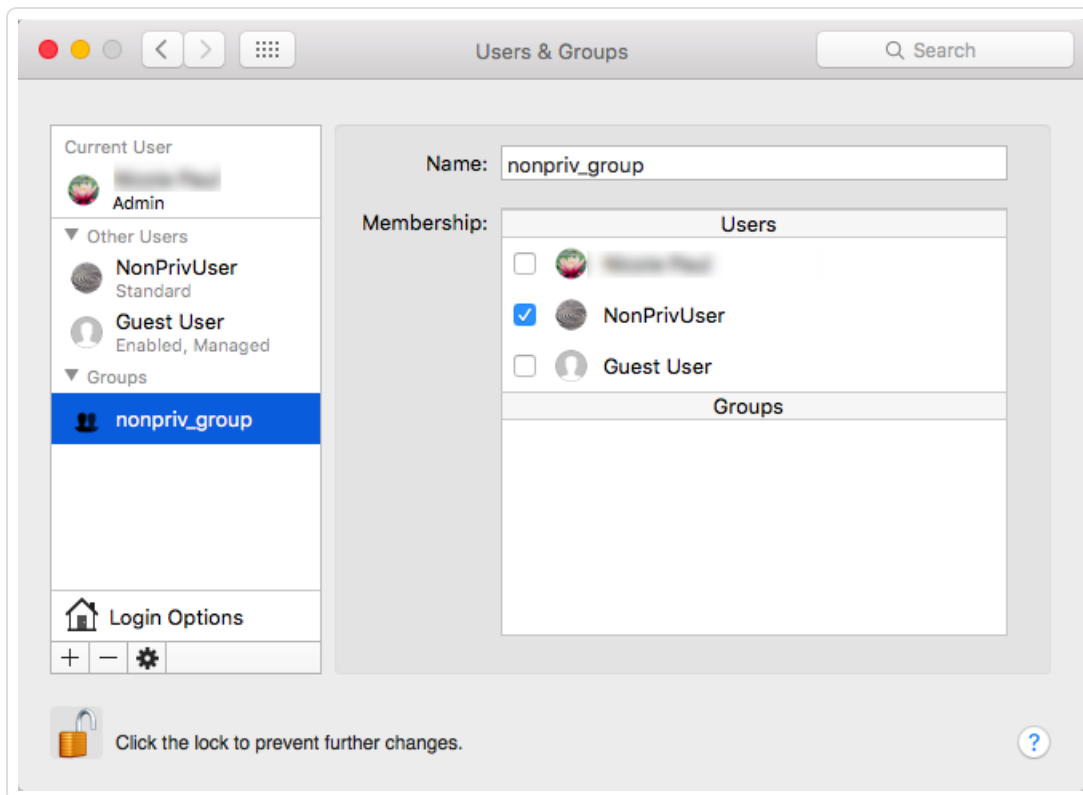 Users & Groups
Search
Current User
Admin
Other Users
NonPrivUser
Standard
Guest User
Enabled, Managed
Groups
nonpriv_group
Login Options
Name: nonpriv_group
Membership:
Users
NonPrivUser
Guest User
Groups
Click the lock to prevent further changes.
?